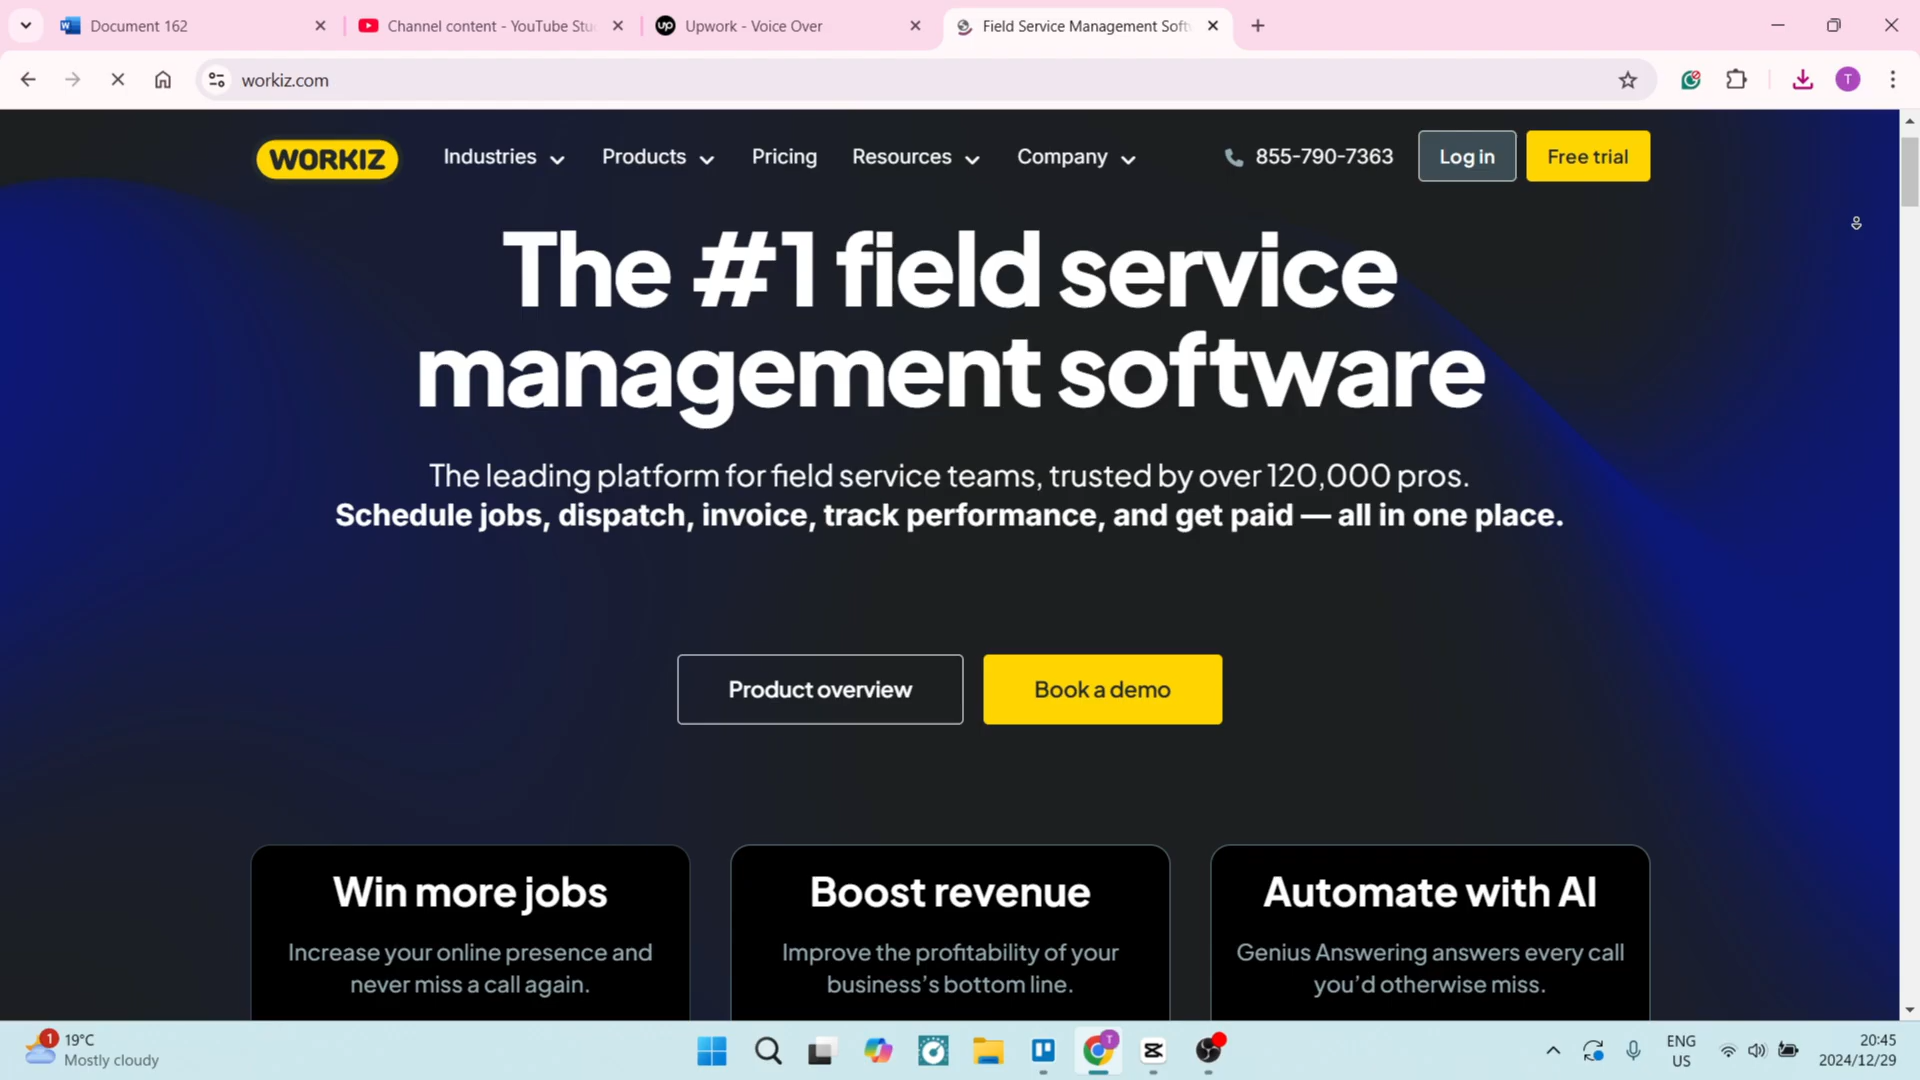 Document 162
Channel content - YouTube Stu
Upwork - Voice Over
Field Service Management Soft
workiz.com
T
WORKIZ
Industries
Products
Pricing
Resources
Company
855-790-7363
Log in
Free trial
The #1 field service
management software
The leading platform for field service teams, trusted by over 120,000 pros.
Schedule jobs, dispatch, invoice, track performance, and get paid — all in one place.
Product overview
Book a demo
Win more jobs
Increase your online presence and
never miss a call again.
Boost revenue
Improve the profitability of your
business's bottom line.
Automate with AI
Genius Answering answers every call
you'd otherwise miss.
1
19°C
Mostly cloudy
T
ENG
US
20:45
2024/12/29